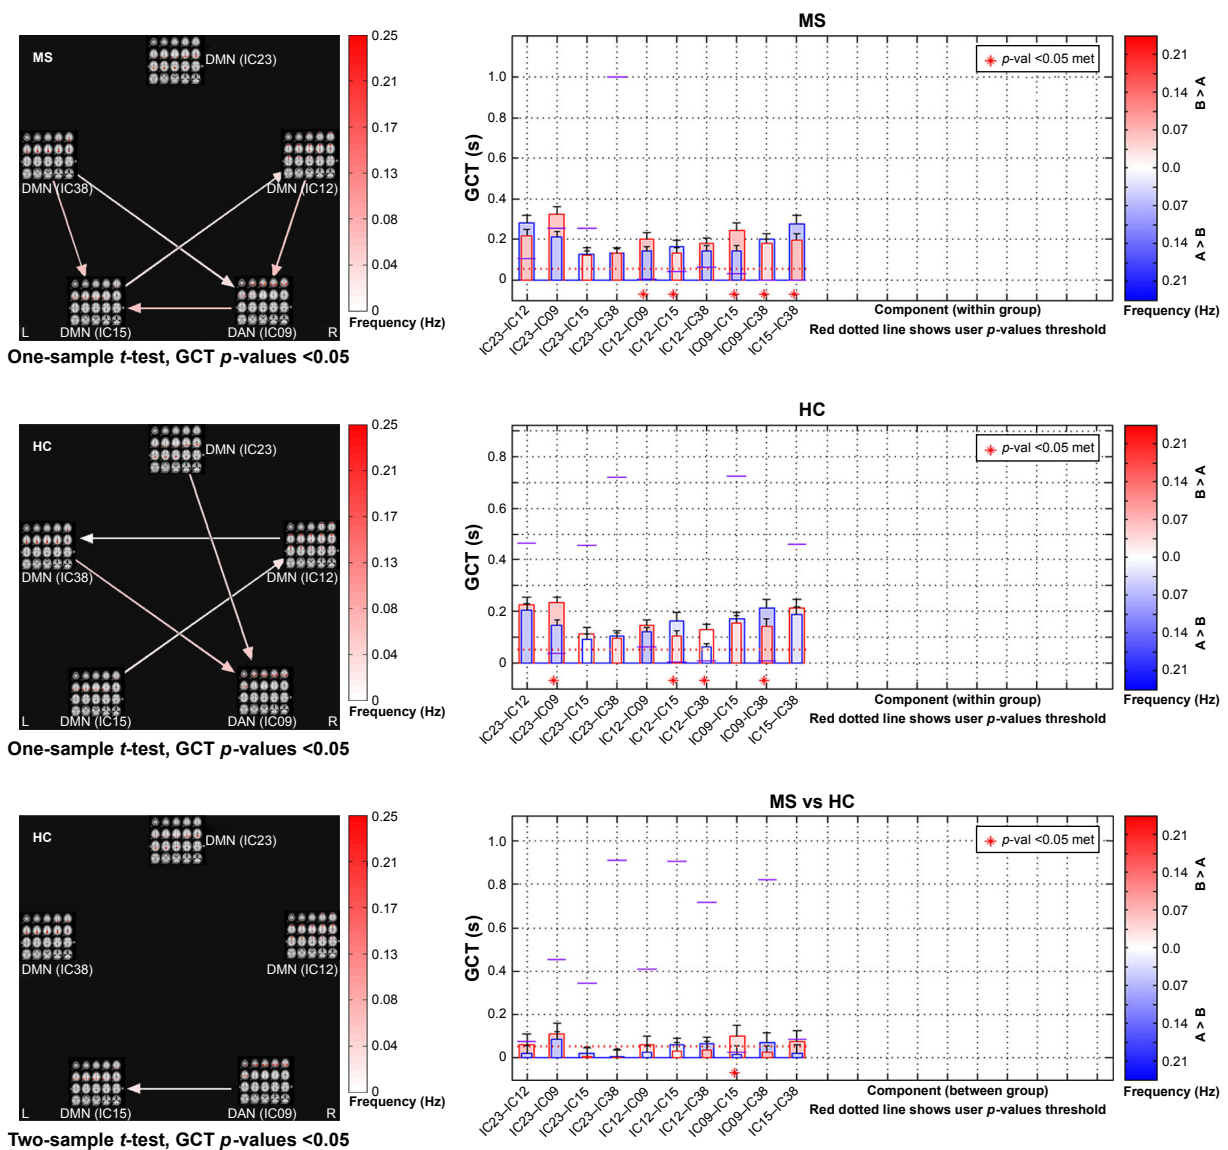 MS
DMN (IC23)
DMN (IC38)
DMN (IC12)
DMN (IC15)
DAN (IC09)
L
R
0.25
0.21
0.17
0.13
0.08
0.04
0
Frequency (Hz)
One-sample t-test, GCT p-values <0.05
MS
p-val <0.05 met
GCT (s)
1.0
0.8
0.6
0.4
0.2
0
IC23–IC12
IC23–IC09
IC23–IC15
IC23–IC38
IC12–IC09
IC12–IC15
IC12–IC38
IC09–IC15
IC09–IC38
IC15–IC38
Component (within group)
Red dotted line shows user p-values threshold
0.21
0.14
0.07
0.0
0.07
0.14
0.21
B > A
A > B
Frequency (Hz)
HC
DMN (IC23)
DMN (IC38)
DMN (IC12)
DMN (IC15)
DAN (IC09)
L
R
0.25
0.21
0.17
0.13
0.08
0.04
0
Frequency (Hz)
One-sample t-test, GCT p-values <0.05
HC
p-val <0.05 met
GCT (s)
0.8
0.6
0.4
0.2
0
IC23–IC12
IC23–IC09
IC23–IC15
IC23–IC38
IC12–IC09
IC12–IC15
IC12–IC38
IC09–IC15
IC09–IC38
IC15–IC38
Component (within group)
Red dotted line shows user p-values threshold
0.21
0.14
0.07
0.0
0.07
0.14
0.21
B > A
A > B
Frequency (Hz)
HC
DMN (IC23)
DMN (IC38)
DMN (IC12)
DMN (IC15)
DAN (IC09)
L
R
0.25
0.21
0.17
0.13
0.08
0.04
0
Frequency (Hz)
Two-sample t-test, GCT p-values <0.05
MS vs HC
p-val <0.05 met
GCT (s)
1.0
0.8
0.6
0.4
0.2
0
IC23–IC12
IC23–IC09
IC23–IC15
IC23–IC38
IC12–IC09
IC12–IC15
IC12–IC38
IC09–IC15
IC09–IC38
IC15–IC38
Component (between group)
Red dotted line shows user p-values threshold
0.21
0.14
0.07
0.0
0.07
0.14
0.21
B > A
A > B
Frequency (Hz)